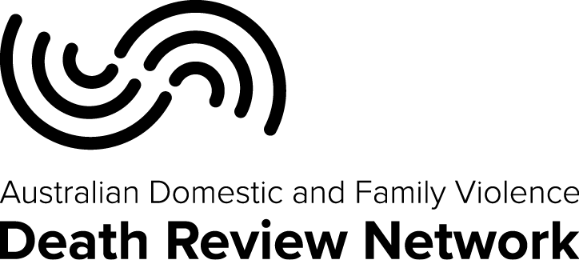 Australian Domestic and Family Violence
Death Review Network